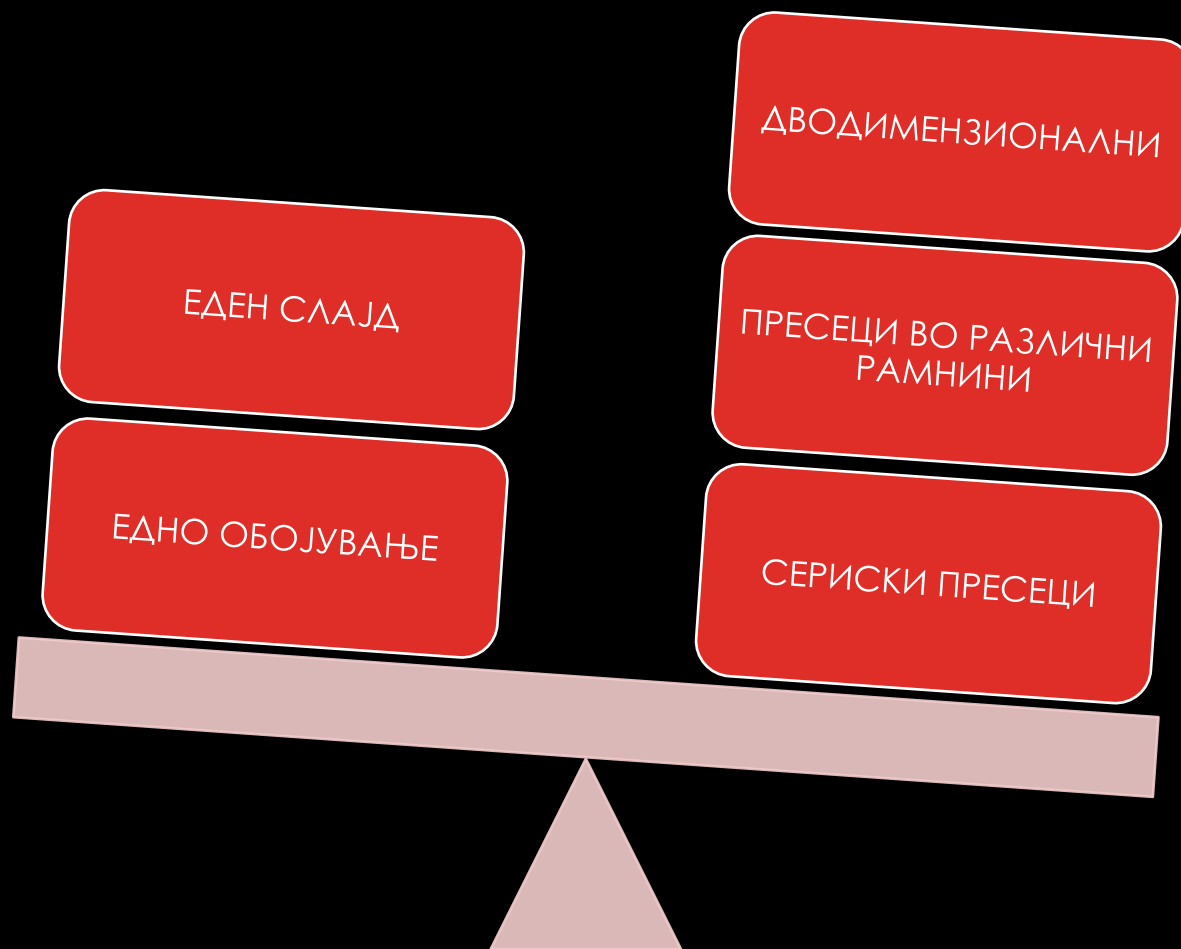 ЕДЕН СЛАЈД
ЕДНО ОБОЈУВАЊЕ
ДВОДИМЕНЗИОНАЛНИ
ПРЕСЕЦИ ВО РАЗЛИЧНИ
РАМНИНИ
СЕРИСКИ ПРЕСЕЦИ